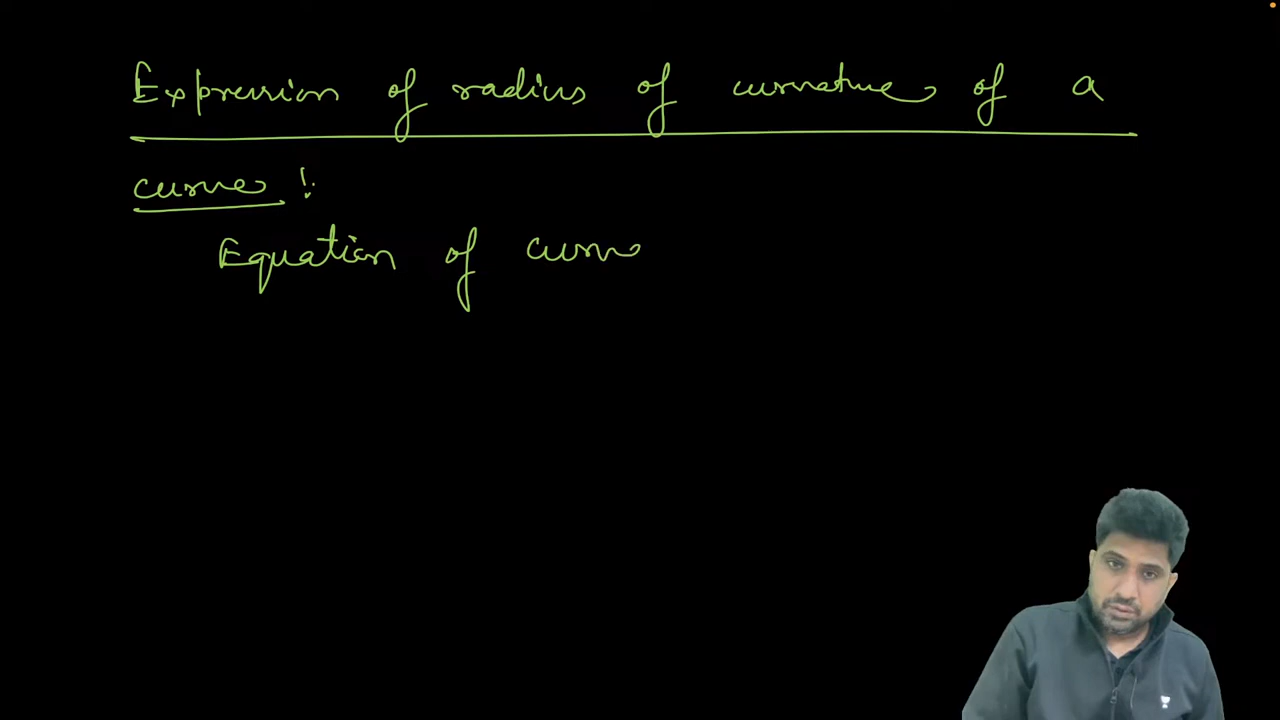 Expression of radius of curvature of a
curve :
Equation of curve